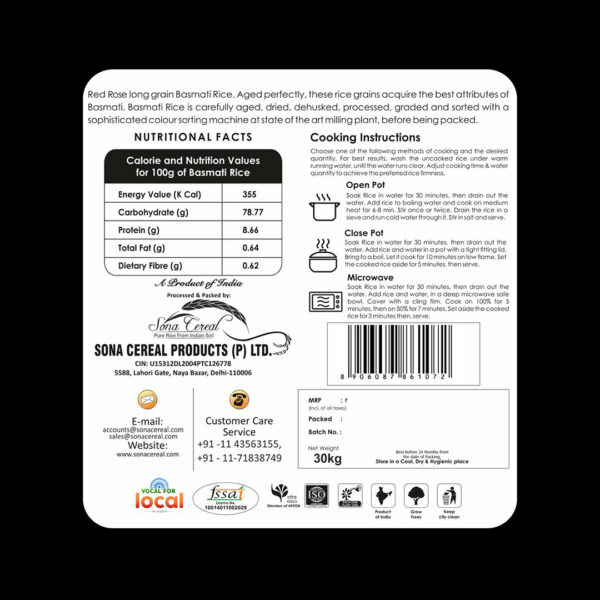 Red Rose long grain Basmati Rice. Aged perfectly, these rice grains acquire the best attributes of
Basmati. Basmati Rice is carefully aged, dried, dehusked, processed, graded and sorted with a
sophisticated colour sorting machine at state of the art milling plant, before being packed.
NUTRITIONAL FACTS
Calorie and Nutrition Values
for 100g of Basmati Rice
Energy Value (K Cal) 355
Carbohydrate (g) 78.77
Protein (g) 8.66
Total Fat (g) 0.64
Dietary Fibre (g) 0.62
A Product of India
Processed & Packed by:
Sona Cereal
Pure Rice From Indian Soil
SONA CEREAL PRODUCTS (P) LTD.
CIN: U15312DL2004PTC126778
5588, Lahori Gate, Naya Bazar, Delhi-110006
E-mail:
accounts@sonacereal.com
sales@sonacereal.com
Website:
www.sonacereal.com
Customer Care
Service
+91 -11 43563155,
+91 - 11-71838749
Cooking Instructions
Choose one of the following methods of cooking and the desired
quantity. For best results, wash the uncooked rice under warm
running water, until the water runs clear. Adjust cooking time & water
quantity to achieve the preferred rice firmness.
Open Pot
Soak Rice in water for 30 minutes, then drain out the
water. Add rice to boiling water and cook on medium
heat for 6-8 min. Stir once or twice. Drain the rice in a
sieve and run cold water through it. Stir in salt and serve.
Close Pot
Soak Rice in water for 30 minutes, then drain out the
water. Add rice and water in a pot with a tight fitting lid.
Bring to a boil. Let it cook for 10 minutes on low flame. Set
the cooked rice aside for 5 minutes, then serve.
Microwave
Soak Rice in water for 30 minutes, then drain out the
water. Add rice and water, in a deep microwave safe
bowl. Cover with a cling film. Cook on 100% for 5
minutes, then on 50% for 7 minutes. Set aside the cooked
rice for 3 minutes then, serve.
8 906087 861072
MRP : ₹
(Incl. of all taxes)
Packed :
Batch No. :
Net Weight
30kg
Best before 24 Months from
the date of Packing.
Store in a Cool, Dry & Hygienic place
VOCAL FOR
local
fssai
Licence No
10014011002029
APEDA
Member of APEDA
ISO
Product
of India
Grow
Trees
Keep
city clean